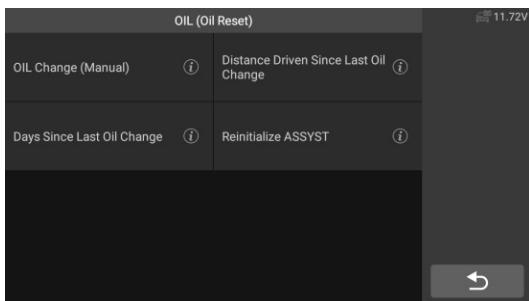 OIL (Oil Reset)
11.72V
OIL Change (Manual)
Distance Driven Since Last Oil
Change
Days Since Last Oil Change
Reinitialize ASSYST